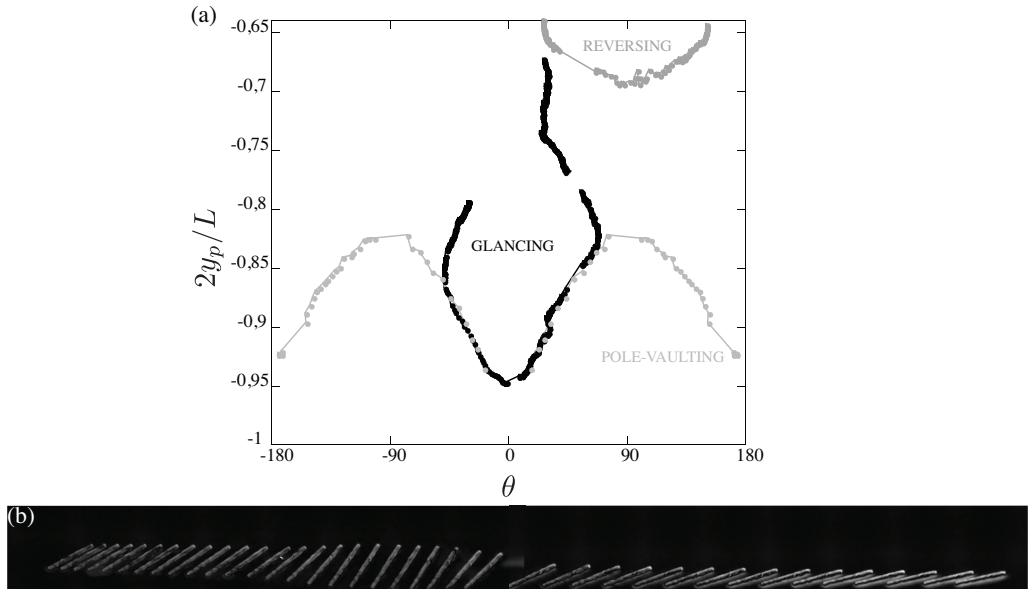 (a)
-0,65
REVERSING
-0,7
-0,75
-0,8
GLANCING
-0,85
-0,9
POLE-VAULTING
-0,95
-1
-180 -90 0 90 180
2y_p/L
θ
(b)